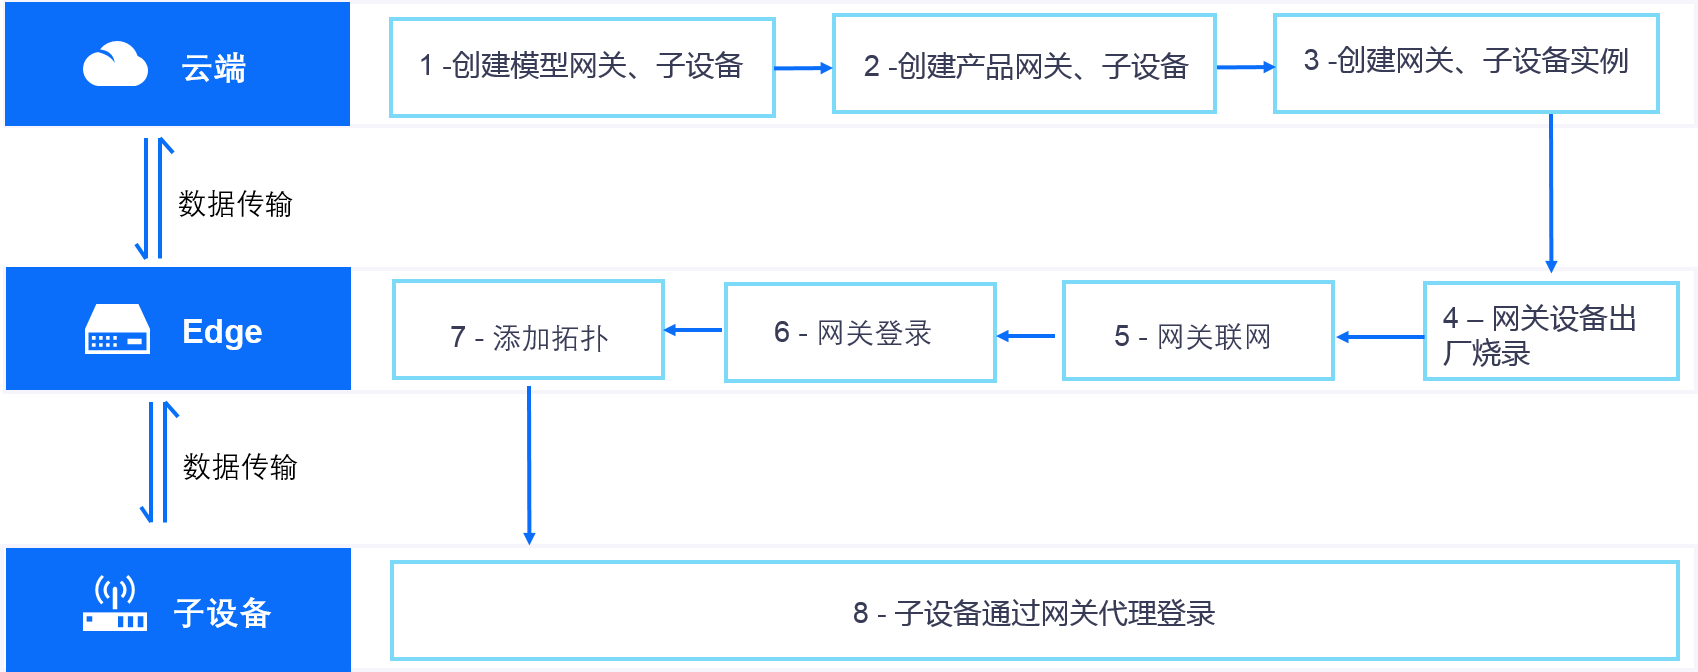 云端
1 -创建模型网关、子设备
2 -创建产品网关、子设备
3 -创建网关、子设备实例
数据传输
Edge
7 - 添加拓扑
6 - 网关登录
5 - 网关联网
4 – 网关设备出
厂烧录
数据传输
子设备
8 - 子设备通过网关代理登录